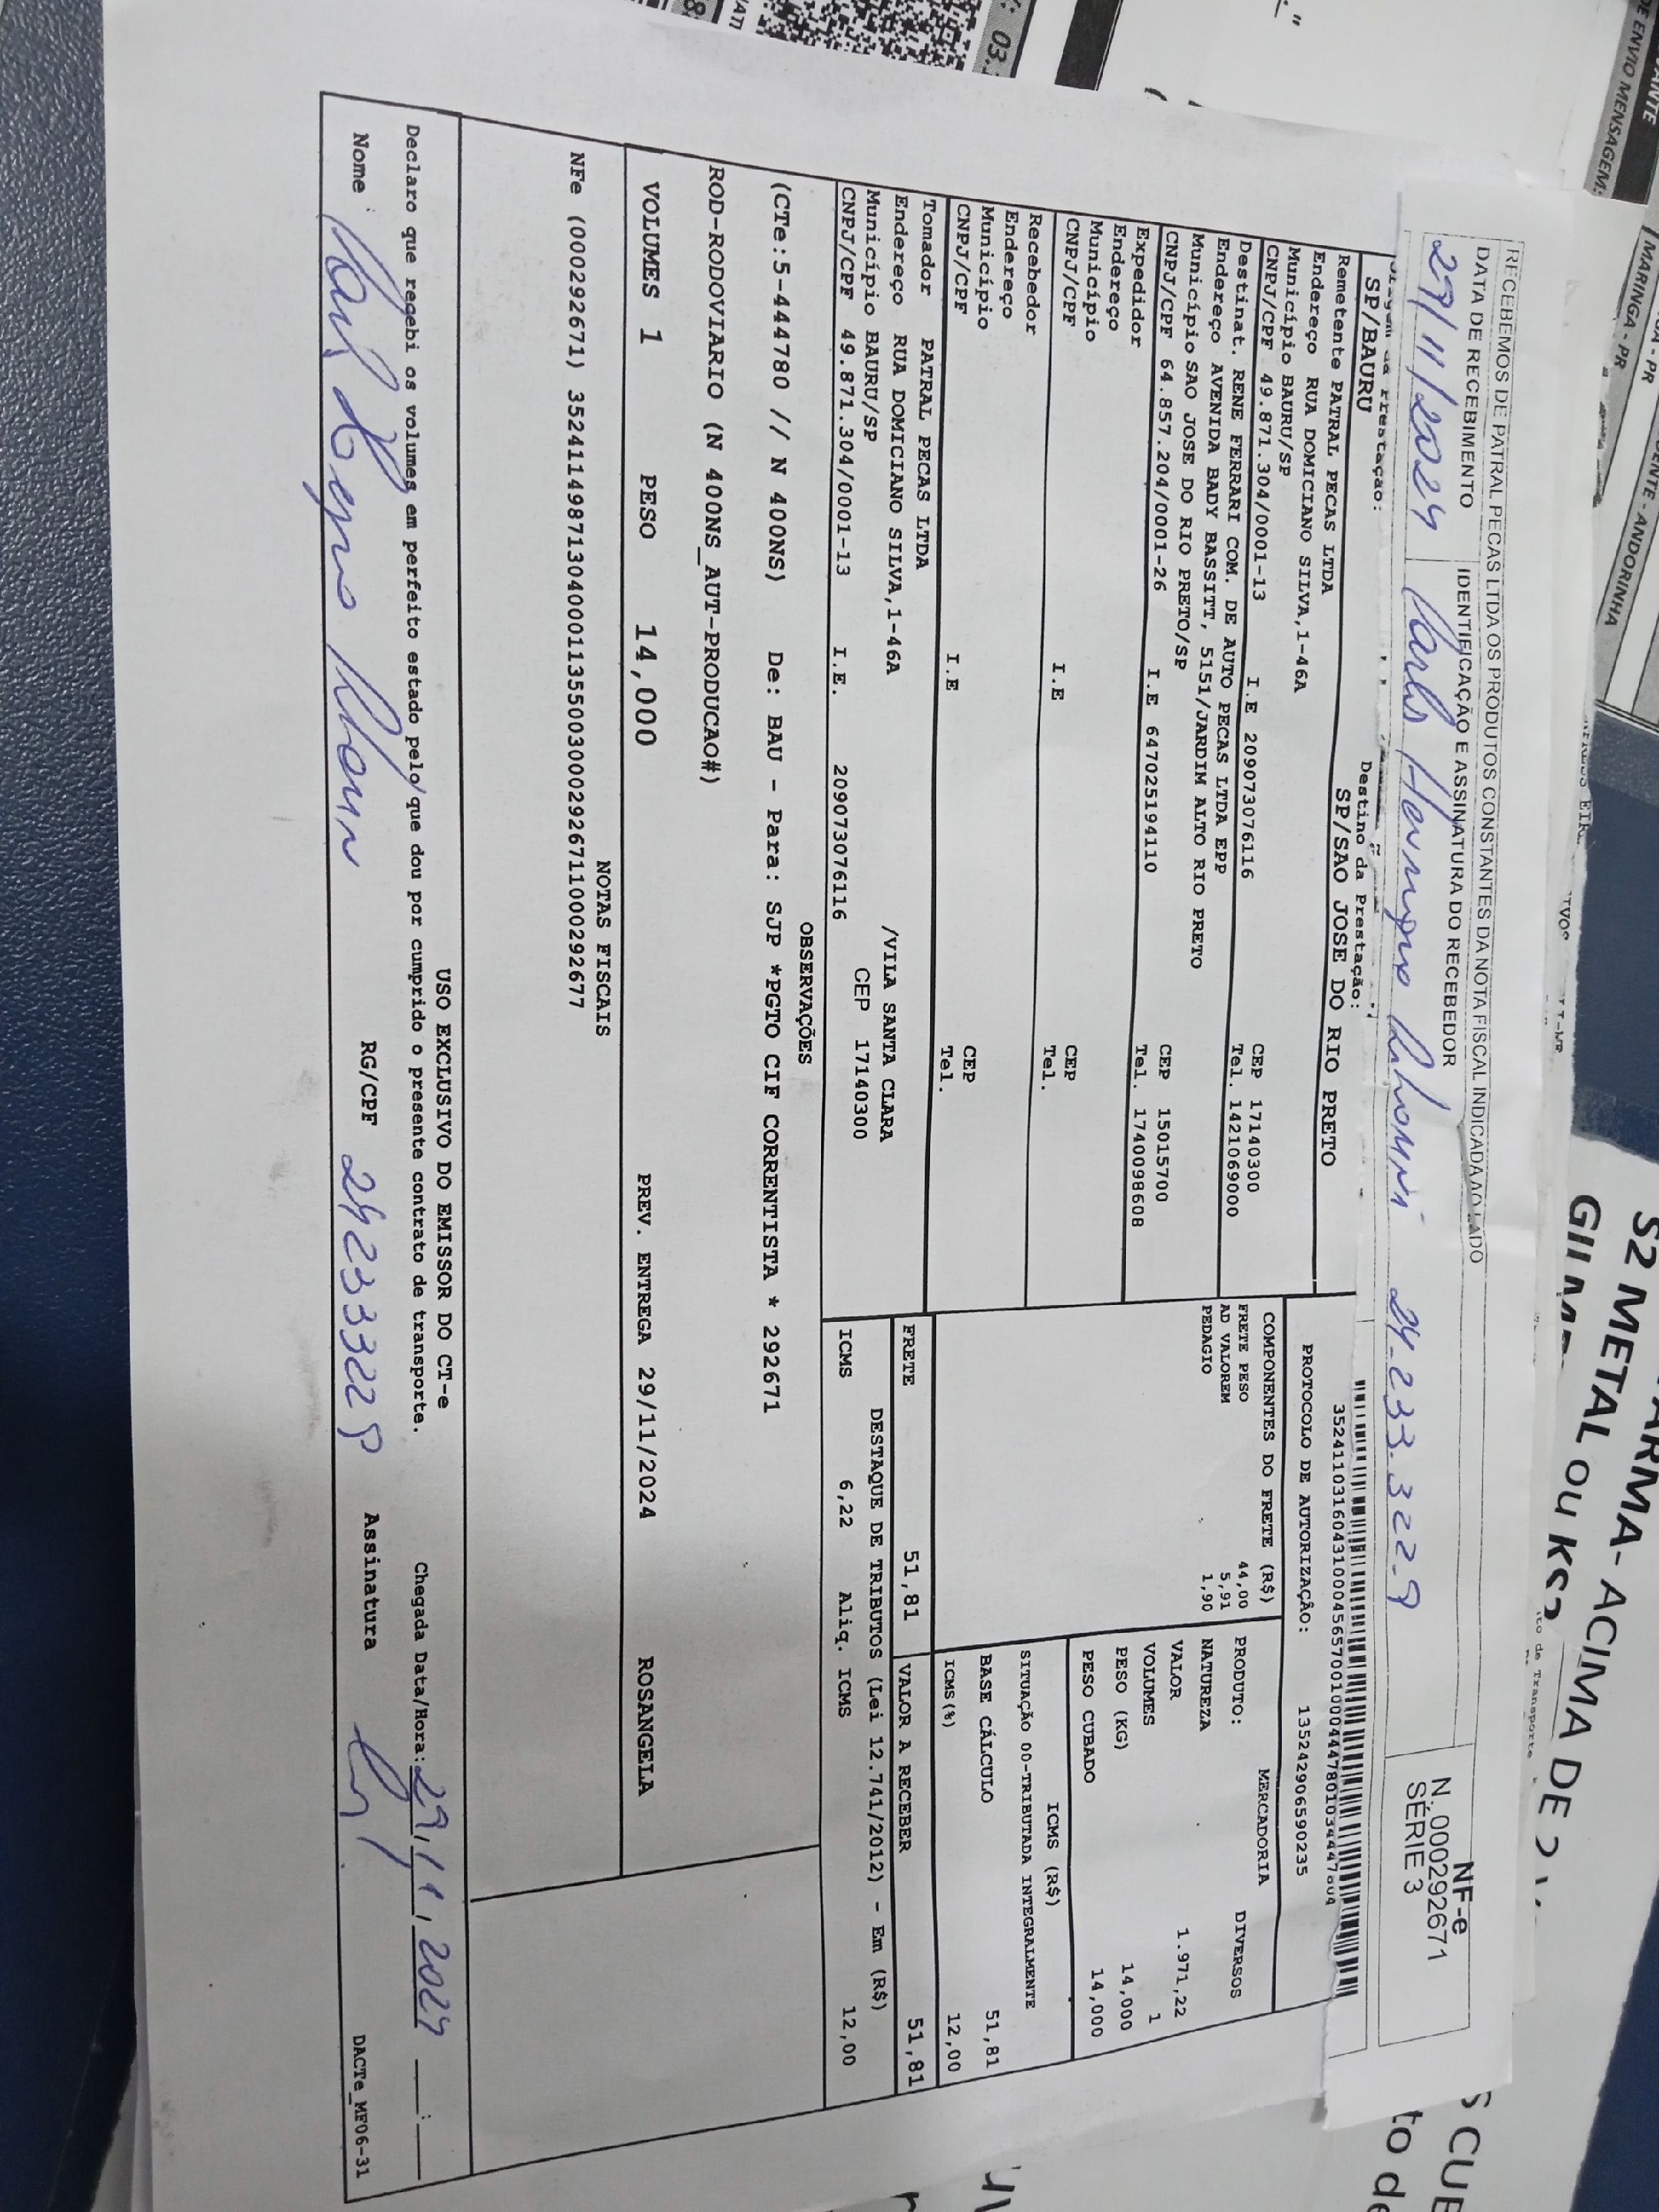 RECEBEMOS DE PATRAL PECAS LTDA OS PRODUTOS CONSTANTES DA NOTA FISCAL INDICADA AO LADO
DATA DE RECEBIMENTO
IDENTIFICAÇÃO E ASSINATURA DO RECEBEDOR
NF-e
N. 000292671
SÉRIE 3
29/11/2024
24.233.322-9
Destino da Prestação:
SP/BAURU
SP/SAO JOSE DO RIO PRETO
Remetente PATRAL PECAS LTDA
Endereço RUA DOMICIANO SILVA,1-46A
Município BAURU/SP
CEP 17140300
CNPJ/CPF 49.871.304/0001-13
I.E 209073076116
Tel. 1421069000
Destinat. RENE FERRARI COM. DE AUTO PECAS LTDA EPP
Endereço AVENIDA BADY BASSITT, 5151/JARDIM ALTO RIO PRETO
Município SAO JOSE DO RIO PRETO/SP
CEP 15015700
CNPJ/CPF 64.857.204/0001-26
I.E 647025194110
Tel. 1740098608
Expedidor
Endereço
Município
CEP
CNPJ/CPF
I.E
Tel.
Recebedor
Endereço
Município
CEP
CNPJ/CPF
I.E
Tel.
Tomador PATRAL PECAS LTDA
Endereço RUA DOMICIANO SILVA,1-46A
/VILA SANTA CLARA
Município BAURU/SP
CEP 17140300
CNPJ/CPF 49.871.304/0001-13
I.E. 209073076116
PROTOCOLO DE AUTORIZAÇÃO: 135242906590235
COMPONENTES DO FRETE (R$)
FRETE PESO 44,00
AD VALOREM 5,91
PEDAGIO 1,90
MERCADORIA
PRODUTO: DIVERSOS
NATUREZA
VALOR 1.971,22
VOLUMES 1
PESO (KG) 14,000
PESO CUBADO 14,000
ICMS (R$)
SITUAÇÃO 00-TRIBUTADA INTEGRALMENTE
BASE CÁLCULO 51,81
ICMS(%) 12,00
FRETE 51,81
VALOR A RECEBER 51,81
DESTAQUE DE TRIBUTOS (Lei 12.741/2012) - Em (R$)
ICMS 6,22 Aliq. ICMS 12,00
OBSERVAÇÕES
(CTe:5-444780 // N 400NS) De: BAU - Para: SJP *PGTO CIF CORRENTISTA * 292671
ROD-RODOVIARIO (N 400NS_AUT-PRODUCAO#)
VOLUMES 1 PESO 14,000 PREV. ENTREGA 29/11/2024 ROSANGELA
NOTAS FISCAIS
NFe (000292671) 35241149871304000113550030002926711000292677
USO EXCLUSIVO DO EMISSOR DO CT-e
Declaro que recebi os volumes em perfeito estado pelo que dou por cumprido o presente contrato de transporte.
Chegada Data/Hora: 29/11/2024 __:__
Nome
RG/CPF 242333229
Assinatura
DACTe_MF06-31
MARINGA - PR
DE ENVIO MENSAGEM:
ANDORINHA
S2 METAL OU KS2
ACIMA DE 2